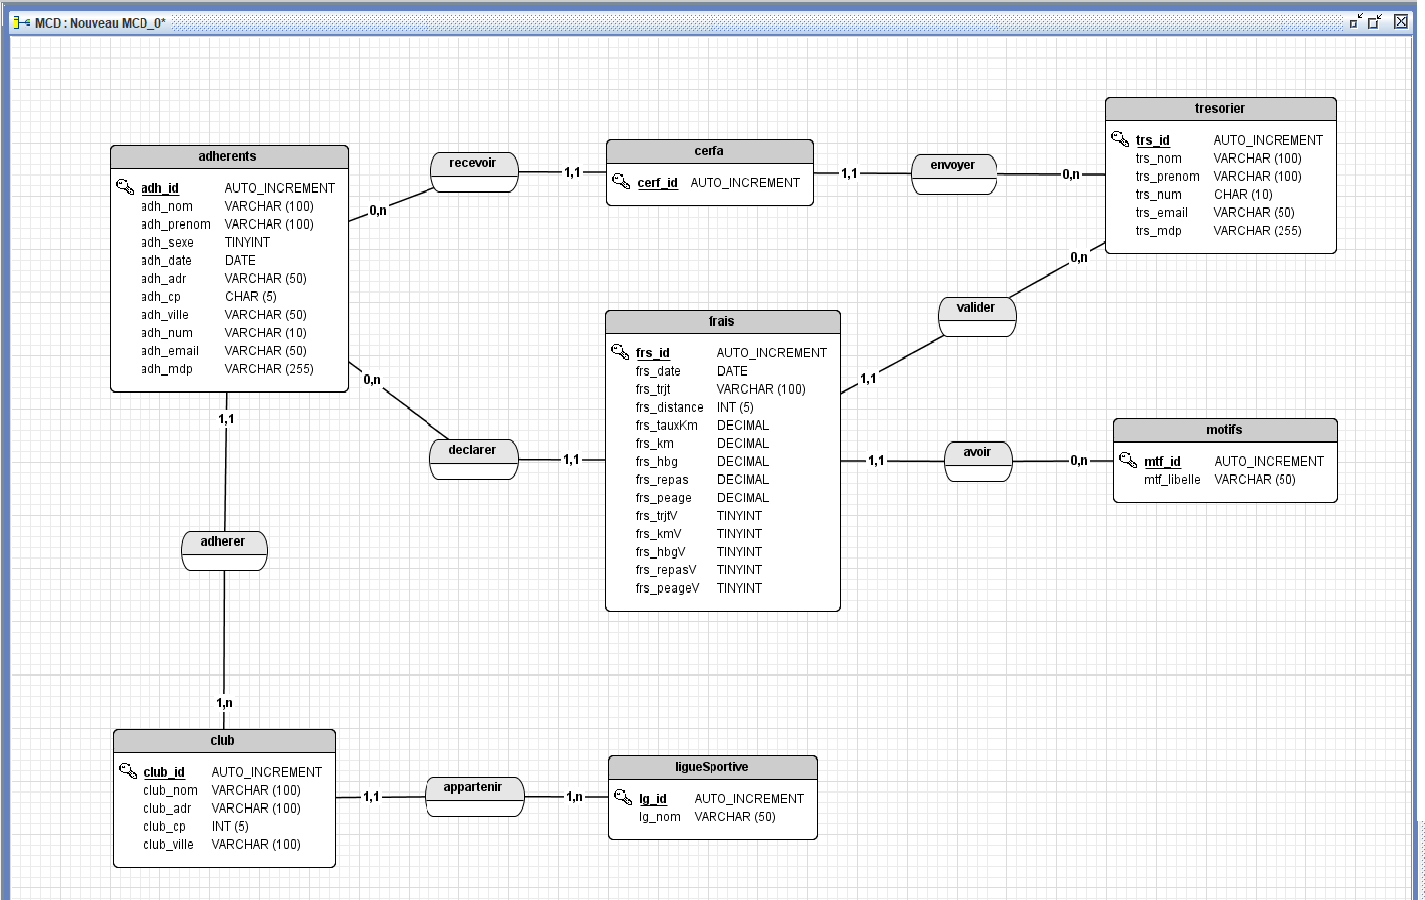 MCD : Nouveau MCD_0*
adherents
adh_id AUTO_INCREMENT
adh_nom VARCHAR (100)
adh_prenom VARCHAR (100)
adh_sexe TINYINT
adh_date DATE
adh_adr VARCHAR (50)
adh_cp CHAR (5)
adh_ville VARCHAR (50)
adh_num VARCHAR (10)
adh_email VARCHAR (50)
adh_mdp VARCHAR (255)
0,n
recevoir
1,1
cerfa
cerf_id AUTO_INCREMENT
1,1
envoyer
0,n
tresorier
trs_id AUTO_INCREMENT
trs_nom VARCHAR (100)
trs_prenom VARCHAR (100)
trs_num CHAR (10)
trs_email VARCHAR (50)
trs_mdp VARCHAR (255)
0,n
valider
1,1
0,n
declarer
1,1
frais
frs_id AUTO_INCREMENT
frs_date DATE
frs_trjt VARCHAR (100)
frs_distance INT (5)
frs_tauxKm DECIMAL
frs_km DECIMAL
frs_hbg DECIMAL
frs_repas DECIMAL
frs_peage DECIMAL
frs_trjtV TINYINT
frs_kmV TINYINT
frs_hbgV TINYINT
frs_repasV TINYINT
frs_peageV TINYINT
1,1
avoir
0,n
motifs
mtf_id AUTO_INCREMENT
mtf_libelle VARCHAR (50)
1,1
adherer
1,n
club
club_id AUTO_INCREMENT
club_nom VARCHAR (100)
club_adr VARCHAR (100)
club_cp INT (5)
club_ville VARCHAR (100)
1,1
appartenir
1,n
ligueSportive
lg_id AUTO_INCREMENT
lg_nom VARCHAR (50)